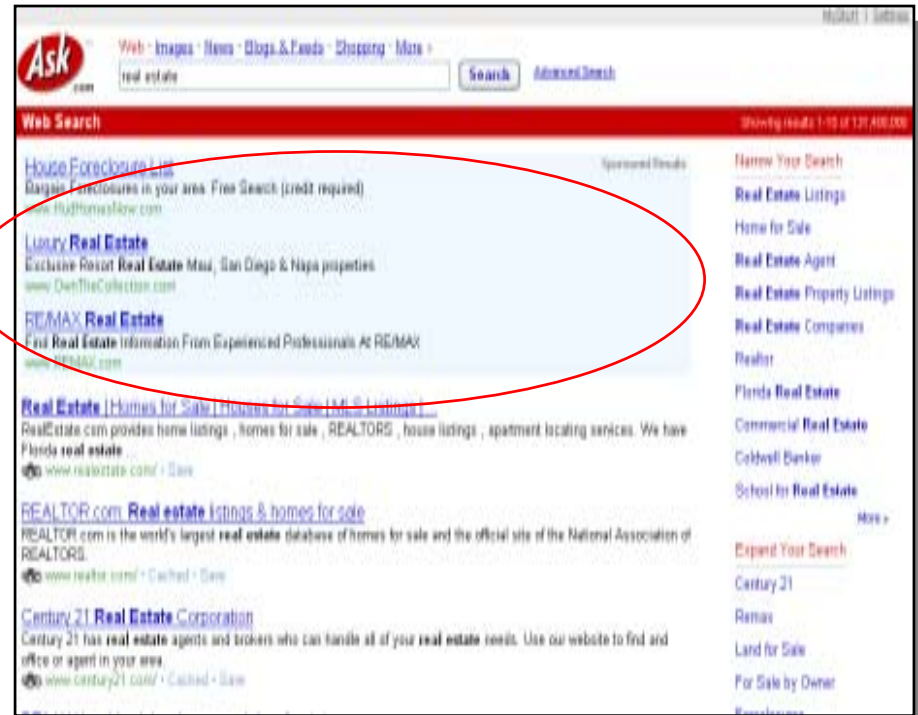 MyStuff | Settings
Ask.com
Web · Images · News · Blogs & Feeds · Shopping · More »
real estate Search Advanced Search
Web Search Showing results 1-10 of 131,400,000
House Foreclosure List Sponsored Results
Bargain Foreclosures in your area. Free Search (credit required)
www.HudHomesNow.com
Luxury Real Estate
Exclusive Resort Real Estate Maui, San Diego & Napa properties
www.OwnTheCollection.com
RE/MAX Real Estate
Find Real Estate Information From Experienced Professionals At RE/MAX
www.REMAX.com
Real Estate | Homes for Sale | Houses for Sale | MLS Listings | ...
RealEstate.com provides home listings , homes for sale , REALTORS , house listings , apartment locating services. We have
Florida real estate ...
www.realestate.com/ · Save
REALTOR.com: Real estate listings & homes for sale
REALTOR.com is the world's largest real estate database of homes for sale and the official site of the National Association of
REALTORS.
www.realtor.com/ · Cached · Save
Century 21 Real Estate Corporation
Century 21 has real estate agents and brokers who can handle all of your real estate needs. Use our website to find and
office or agent in your area.
www.century21.com/ · Cached · Save
Narrow Your Search
Real Estate Listings
Home for Sale
Real Estate Agent
Real Estate Property Listings
Real Estate Companies
Realtor
Florida Real Estate
Commercial Real Estate
Coldwell Banker
School for Real Estate
More »
Expand Your Search
Century 21
Remax
Land for Sale
For Sale by Owner